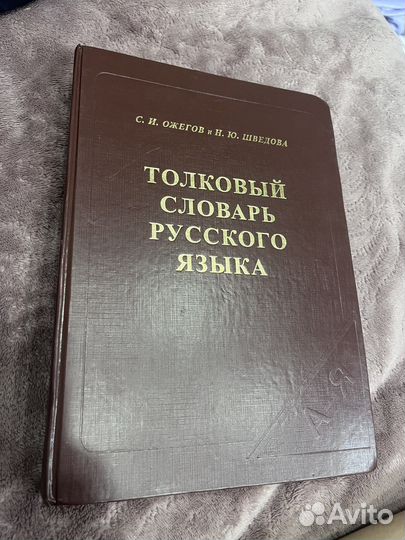 С. И. ОЖЕГОВ и Н. Ю. ШВЕДОВА
ТОЛКОВЫЙ
СЛОВАРЬ
РУССКОГО
ЯЗЫКА
А Я
Avito